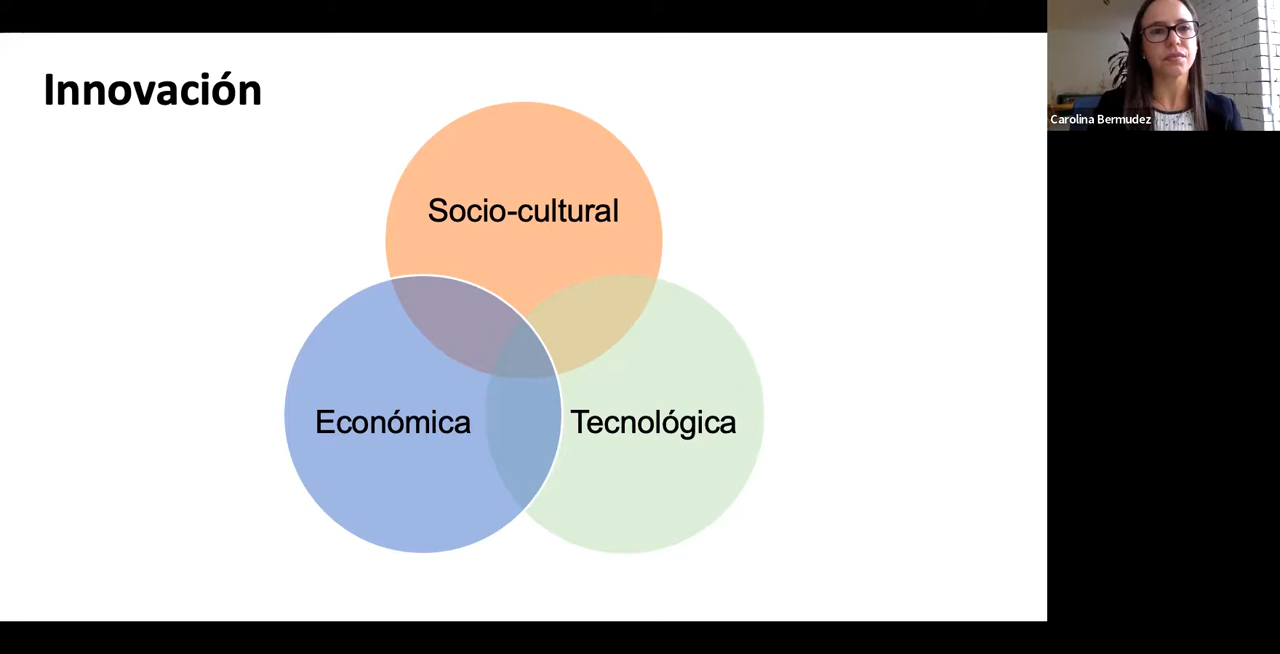 Innovación
Carolina Bermudez
Socio-cultural
Económica
Tecnológica